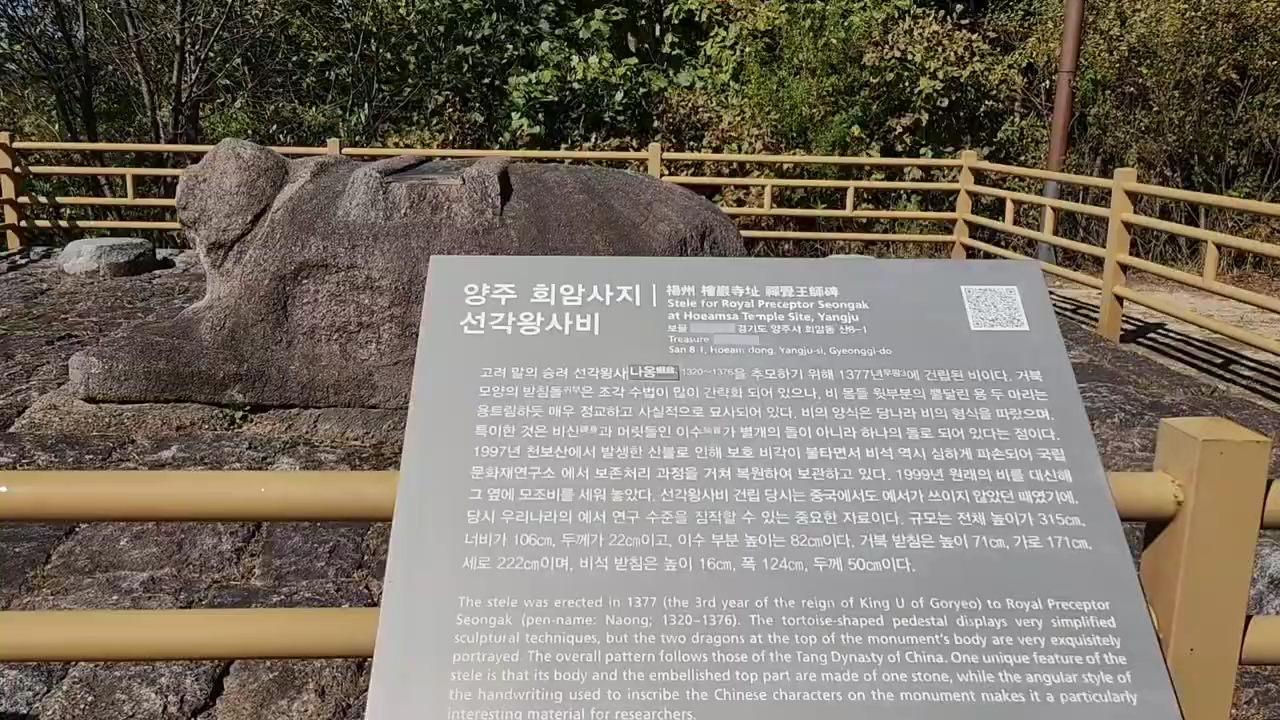 양주 회암사지
선각왕사비
楊州 檜巖寺址 禪覺王師碑
Stele for Royal Preceptor Seongak
at Hoeamsa Temple Site, Yangju
보물 경기도 양주시 회암동 산8-1
Treasure
San 8-1, Hoeam-dong, Yangju-si, Gyeonggi-do
고려 말의 승려 선각왕사 나옹 1320~1376을 추모하기 위해 1377년에 건립된 비이다. 거북
모양의 받침돌은 조각 수법이 많이 간략화 되어 있으나, 비 몸돌 윗부분의 뿔달린 용 두 마리는
용트림하듯 매우 정교하고 사실적으로 묘사되어 있다. 비의 양식은 당나라 비의 형식을 따랐으며,
특이한 것은 비신碑身과 머릿돌인 이수가 별개의 돌이 아니라 하나의 돌로 되어 있다는 점이다.
1997년 천보산에서 발생한 산불로 인해 보호 비각이 불타면서 비석 역시 심하게 파손되어 국립
문화재연구소 에서 보존처리 과정을 거쳐 복원하여 보관하고 있다. 1999년 원래의 비를 대신해
그 옆에 모조비를 세워 놓았다. 선각왕사비 건립 당시는 중국에서도 예서가 쓰이지 않았던 때였기에,
당시 우리나라의 예서 연구 수준을 짐작할 수 있는 중요한 자료이다. 규모는 전체 높이가 315cm,
너비가 106cm, 두께가 22cm이고, 이수 부분 높이는 82cm이다. 거북 받침은 높이 71cm, 가로 171cm,
세로 222cm이며, 비석 받침은 높이 16cm, 폭 124cm, 두께 50cm이다.
The stele was erected in 1377 (the 3rd year of the reign of King U of Goryeo) to Royal Preceptor
Seongak (pen-name: Naong; 1320-1376). The tortoise-shaped pedestal displays very simplified
sculptural techniques, but the two dragons at the top of the monument's body are very exquisitely
portrayed. The overall pattern follows those of the Tang Dynasty of China. One unique feature of the
stele is that its body and the embellished top part are made of one stone, while the angular style of
the handwriting used to inscribe the Chinese characters on the monument makes it a particularly
interesting material for researchers.